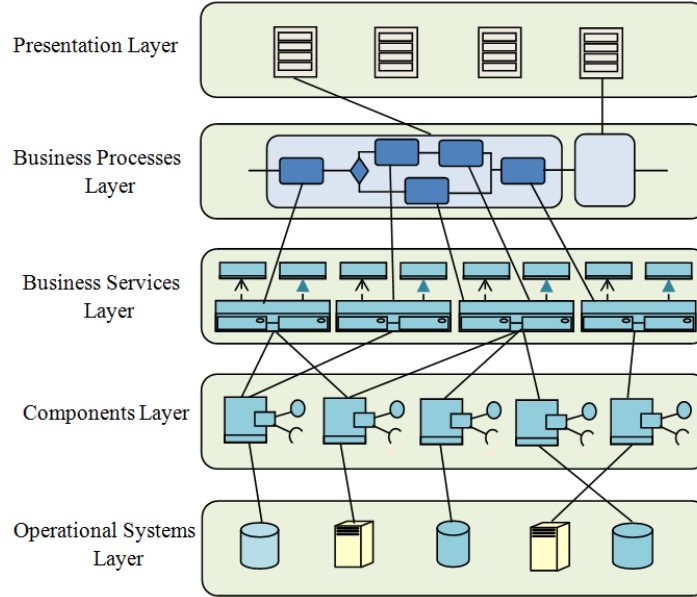 Presentation Layer
Business Processes
Layer
Business Services
Layer
Components Layer
Operational Systems
Layer